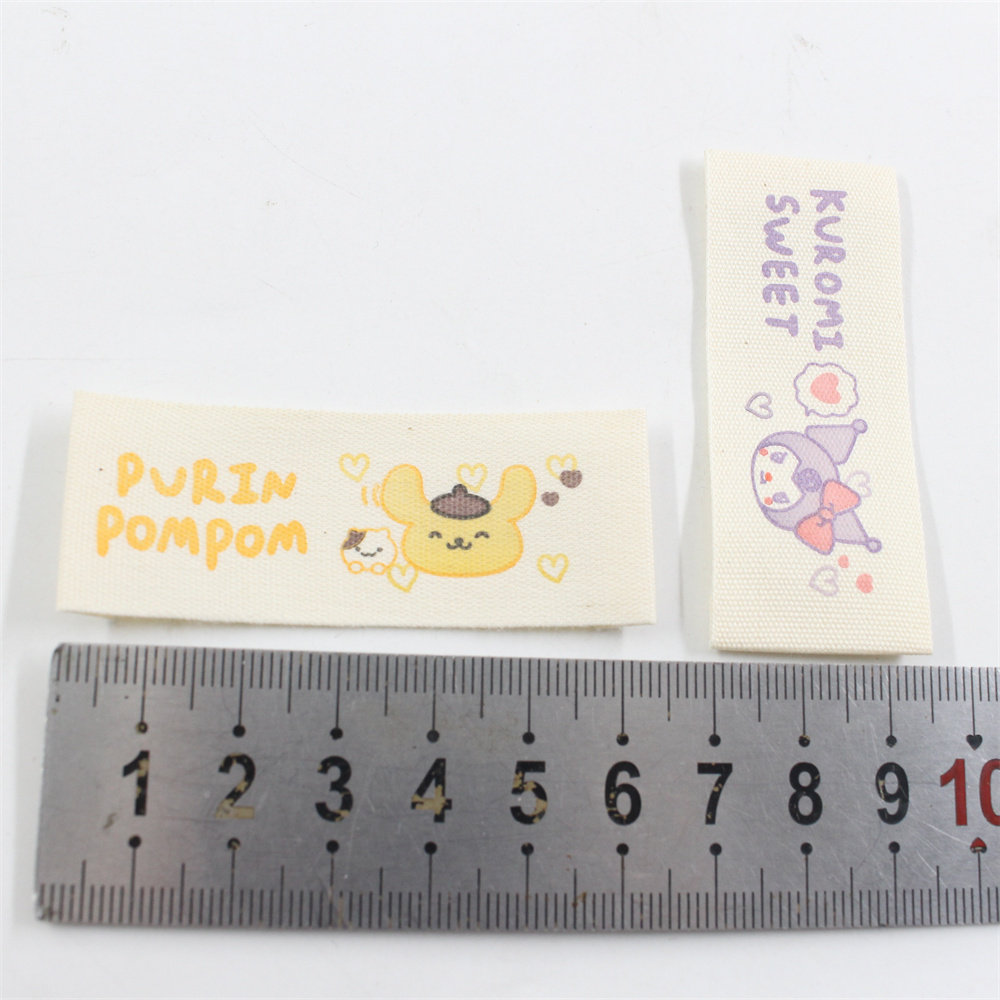 KUROMI
SWEET
PURIN
POMPOM
1 2 3 4 5 6 7 8 9 10